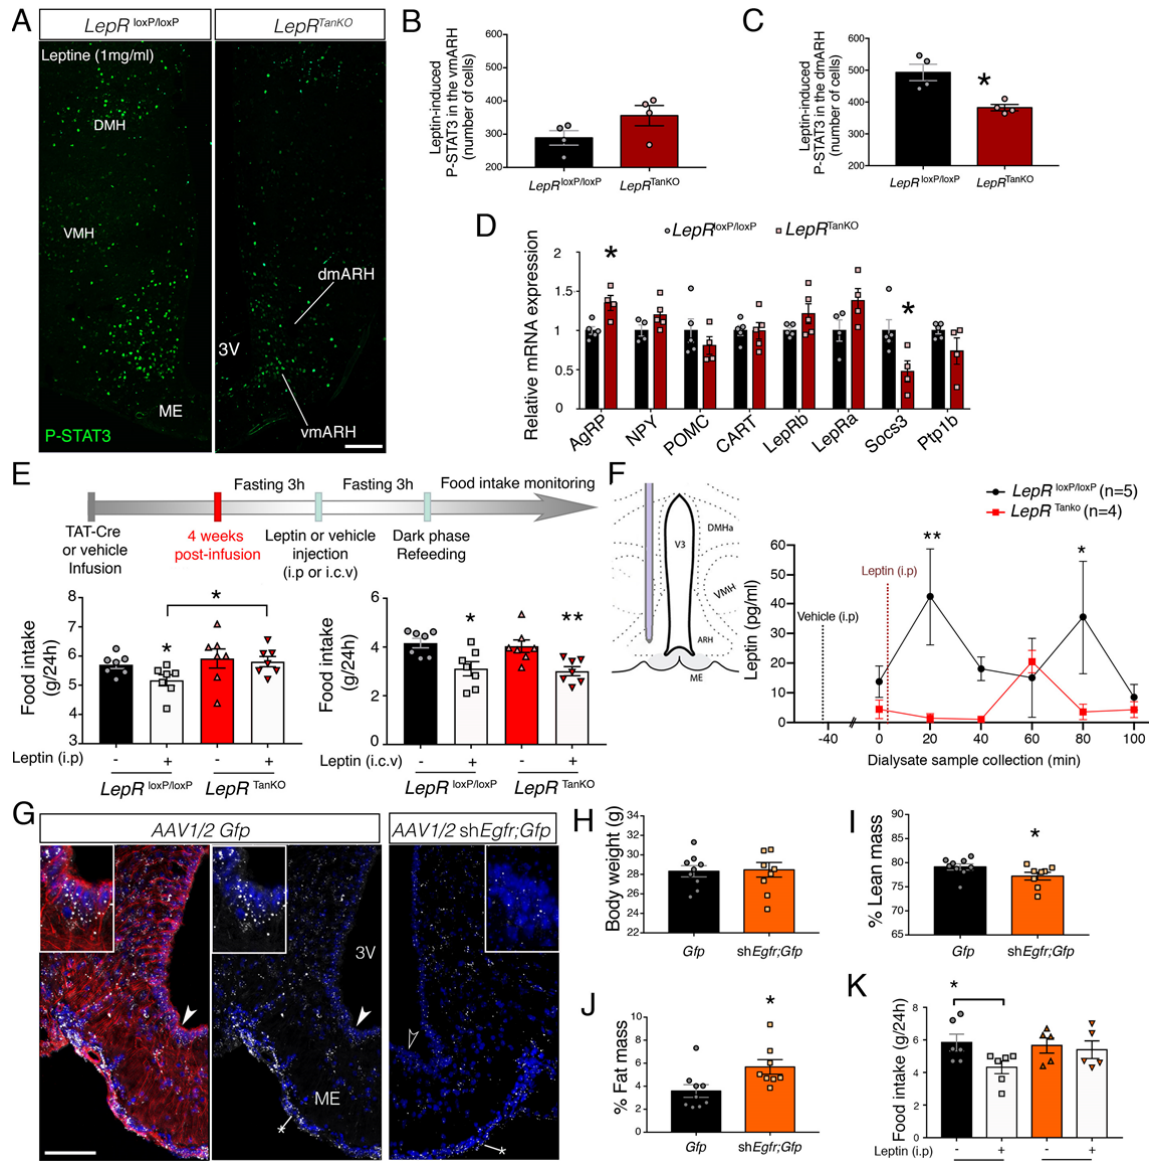 A
LepR loxP/loxP
LepR TanKO
Leptine (1mg/ml)
DMH
VMH
dmARH
3V
ME
vmARH
P-STAT3
B
Leptin-induced
P-STAT3 in the vmARH
(number of cells)
600
500
400
300
200
LepR loxP/loxP
LepR TanKO
C
Leptin-induced
P-STAT3 in the dmARH
(number of cells)
600
500
400
300
200
*
LepR loxP/loxP
LepR TanKO
D
LepR loxP/loxP
LepR TanKO
Relative mRNA expression
2
1.5
1
0.5
0
*
*
AgRP
NPY
POMC
CART
LepRb
LepRa
Socs3
Ptp1b
E
Fasting 3h
Fasting 3h
Food intake monitoring
TAT-Cre
or vehicle
Infusion
4 weeks
post-infusion
Leptin or vehicle
injection
(i.p or i.c.v)
Dark phase
Refeeding
Food intake
(g/24h)
8
7
6
5
4
3
*
*
Leptin (i.p)
-
+
-
+
LepR loxP/loxP
LepR TanKO
Food intake
(g/24h)
6
4
2
0
*
**
Leptin (i.c.v)
-
+
-
+
LepR loxP/loxP
LepR TanKO
F
DMHa
V3
VMH
ARH
ME
LepR loxP/loxP (n=5)
LepR Tanko (n=4)
Leptin (pg/ml)
60
50
40
30
20
10
0
Vehicle (i.p)
Leptin (i.p)
**
*
-40
0
20
40
60
80
100
Dialysate sample collection (min)
G
AAV1/2 Gfp
AAV1/2 shEgfr;Gfp
3V
ME
*
*
H
Body weight (g)
34
32
30
28
26
24
22
Gfp
shEgfr;Gfp
I
% Lean mass
90
85
80
75
70
65
*
Gfp
shEgfr;Gfp
J
% Fat mass
10
8
6
4
2
0
*
Gfp
shEgfr;Gfp
K
Food intake (g/24h)
8
6
4
2
0
*
Leptin (i.p)
-
+
-
+